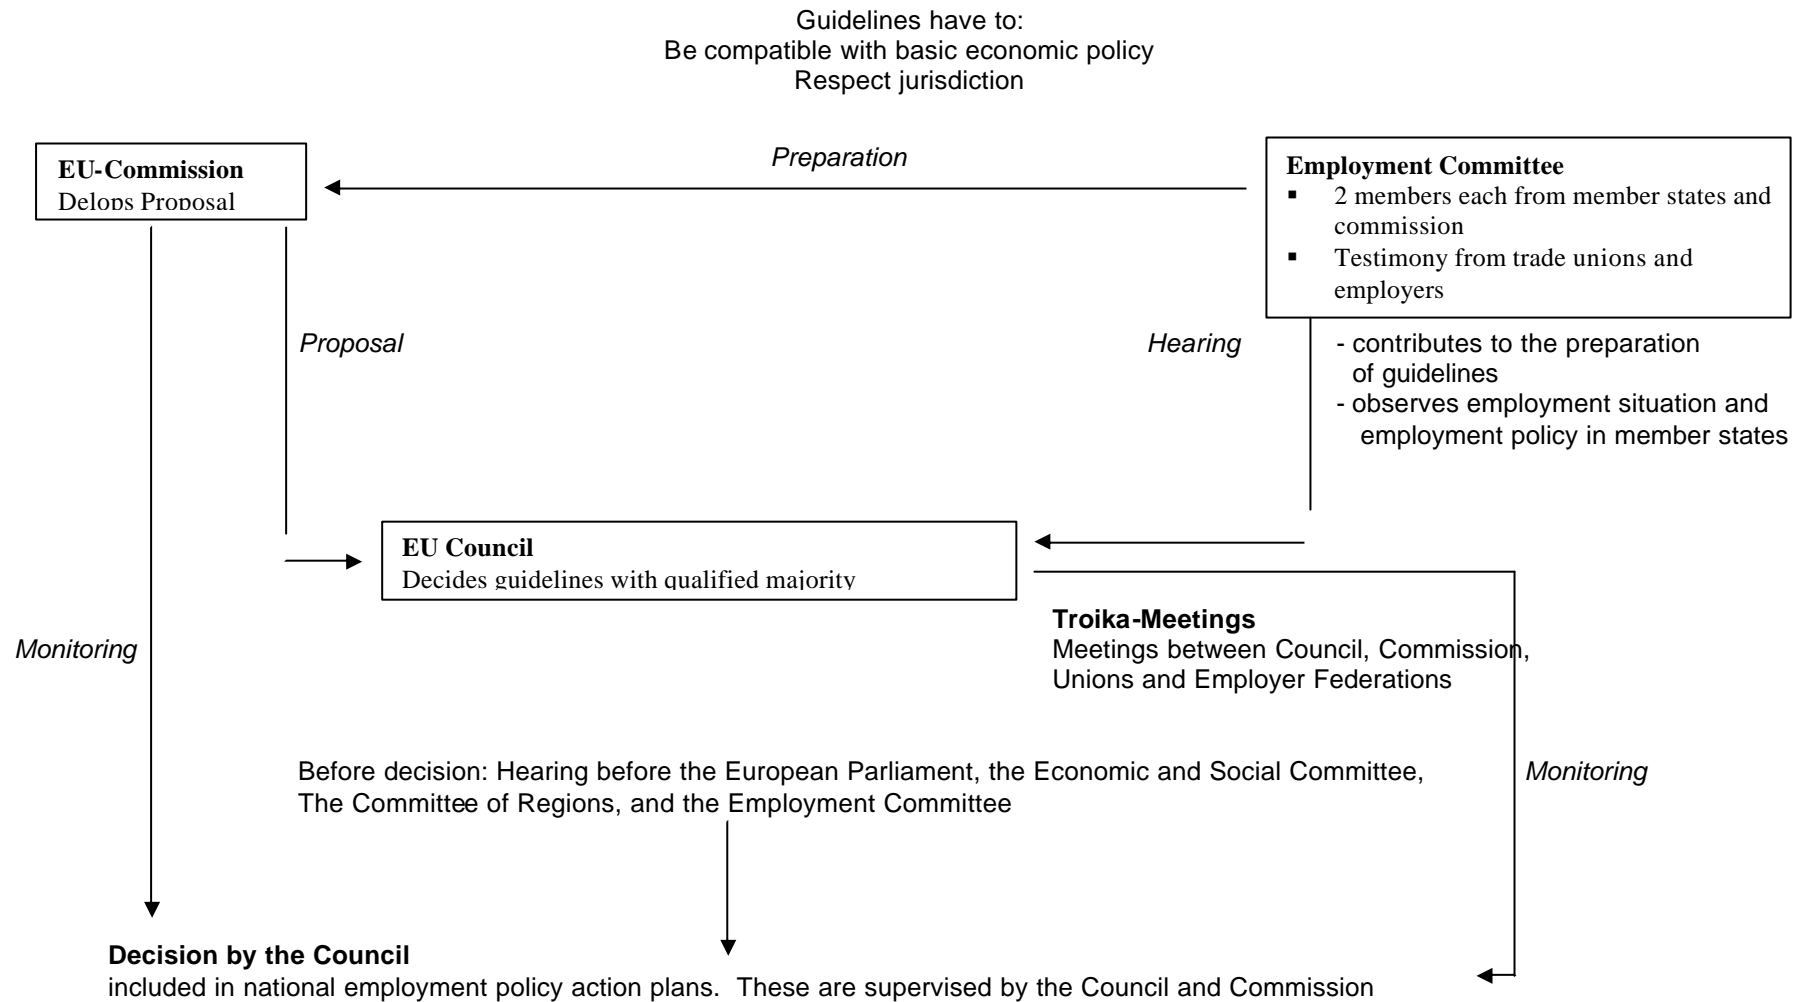 Guidelines have to:
Be compatible with basic economic policy
Respect jurisdiction
Preparation
EU-Commission
Delops Proposal
Employment Committee
▪ 2 members each from member states and
commission
▪ Testimony from trade unions and
employers
Proposal
Hearing
- contributes to the preparation
of guidelines
- observes employment situation and
employment policy in member states
EU Council
Decides guidelines with qualified majority
Troika-Meetings
Meetings between Council, Commission,
Unions and Employer Federations
Monitoring
Before decision: Hearing before the European Parliament, the Economic and Social Committee,
The Committee of Regions, and the Employment Committee
Monitoring
Decision by the Council
included in national employment policy action plans. These are supervised by the Council and Commission